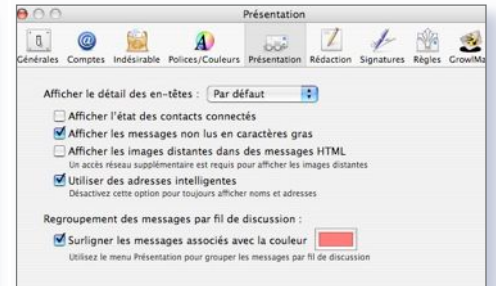 Présentation
Générales Comptes Indésirable Polices/Couleurs Présentation Rédaction Signatures Règles GrowlMa
Afficher le détail des en-têtes : Par défaut
Afficher l'état des contacts connectés
Afficher les messages non lus en caractères gras
Afficher les images distantes dans des messages HTML
Un accès réseau supplémentaire est requis pour afficher les images distantes
Utiliser des adresses intelligentes
Désactivez cette option pour toujours afficher noms et adresses
Regroupement des messages par fil de discussion :
Surligner les messages associés avec la couleur
Utilisez le menu Présentation pour grouper les messages par fil de discussion